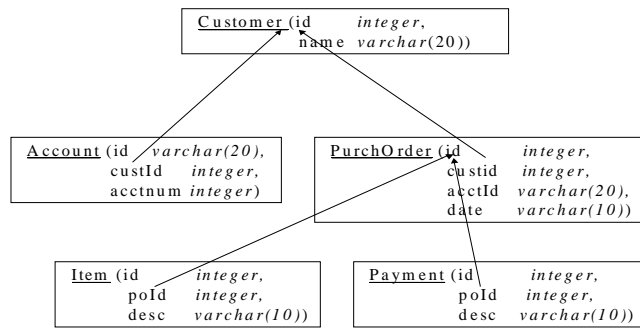 Customer (id integer,
name varchar(20))
Account (id varchar(20),
custId integer,
acctnum integer)
PurchOrder (id integer,
custid integer,
acctId varchar(20),
date varchar(10))
Item (id integer,
poId integer,
desc varchar(10))
Payment (id integer,
poId integer,
desc varchar(10))